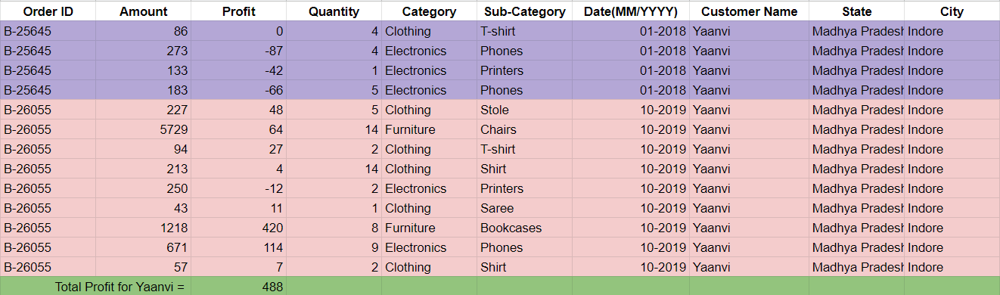 Order ID Amount Profit Quantity Category Sub-Category Date(MM/YYYY) Customer Name State City
B-25645 86 0 4 Clothing T-shirt 01-2018 Yaanvi Madhya Pradesh Indore
B-25645 273 -87 4 Electronics Phones 01-2018 Yaanvi Madhya Pradesh Indore
B-25645 133 -42 1 Electronics Printers 01-2018 Yaanvi Madhya Pradesh Indore
B-25645 183 -66 5 Electronics Phones 01-2018 Yaanvi Madhya Pradesh Indore
B-26055 227 48 5 Clothing Stole 10-2019 Yaanvi Madhya Pradesh Indore
B-26055 5729 64 14 Furniture Chairs 10-2019 Yaanvi Madhya Pradesh Indore
B-26055 94 27 2 Clothing T-shirt 10-2019 Yaanvi Madhya Pradesh Indore
B-26055 213 4 14 Clothing Shirt 10-2019 Yaanvi Madhya Pradesh Indore
B-26055 250 -12 2 Electronics Printers 10-2019 Yaanvi Madhya Pradesh Indore
B-26055 43 11 1 Clothing Saree 10-2019 Yaanvi Madhya Pradesh Indore
B-26055 1218 420 8 Furniture Bookcases 10-2019 Yaanvi Madhya Pradesh Indore
B-26055 671 114 9 Electronics Phones 10-2019 Yaanvi Madhya Pradesh Indore
B-26055 57 7 2 Clothing Shirt 10-2019 Yaanvi Madhya Pradesh Indore
Total Profit for Yaanvi = 488